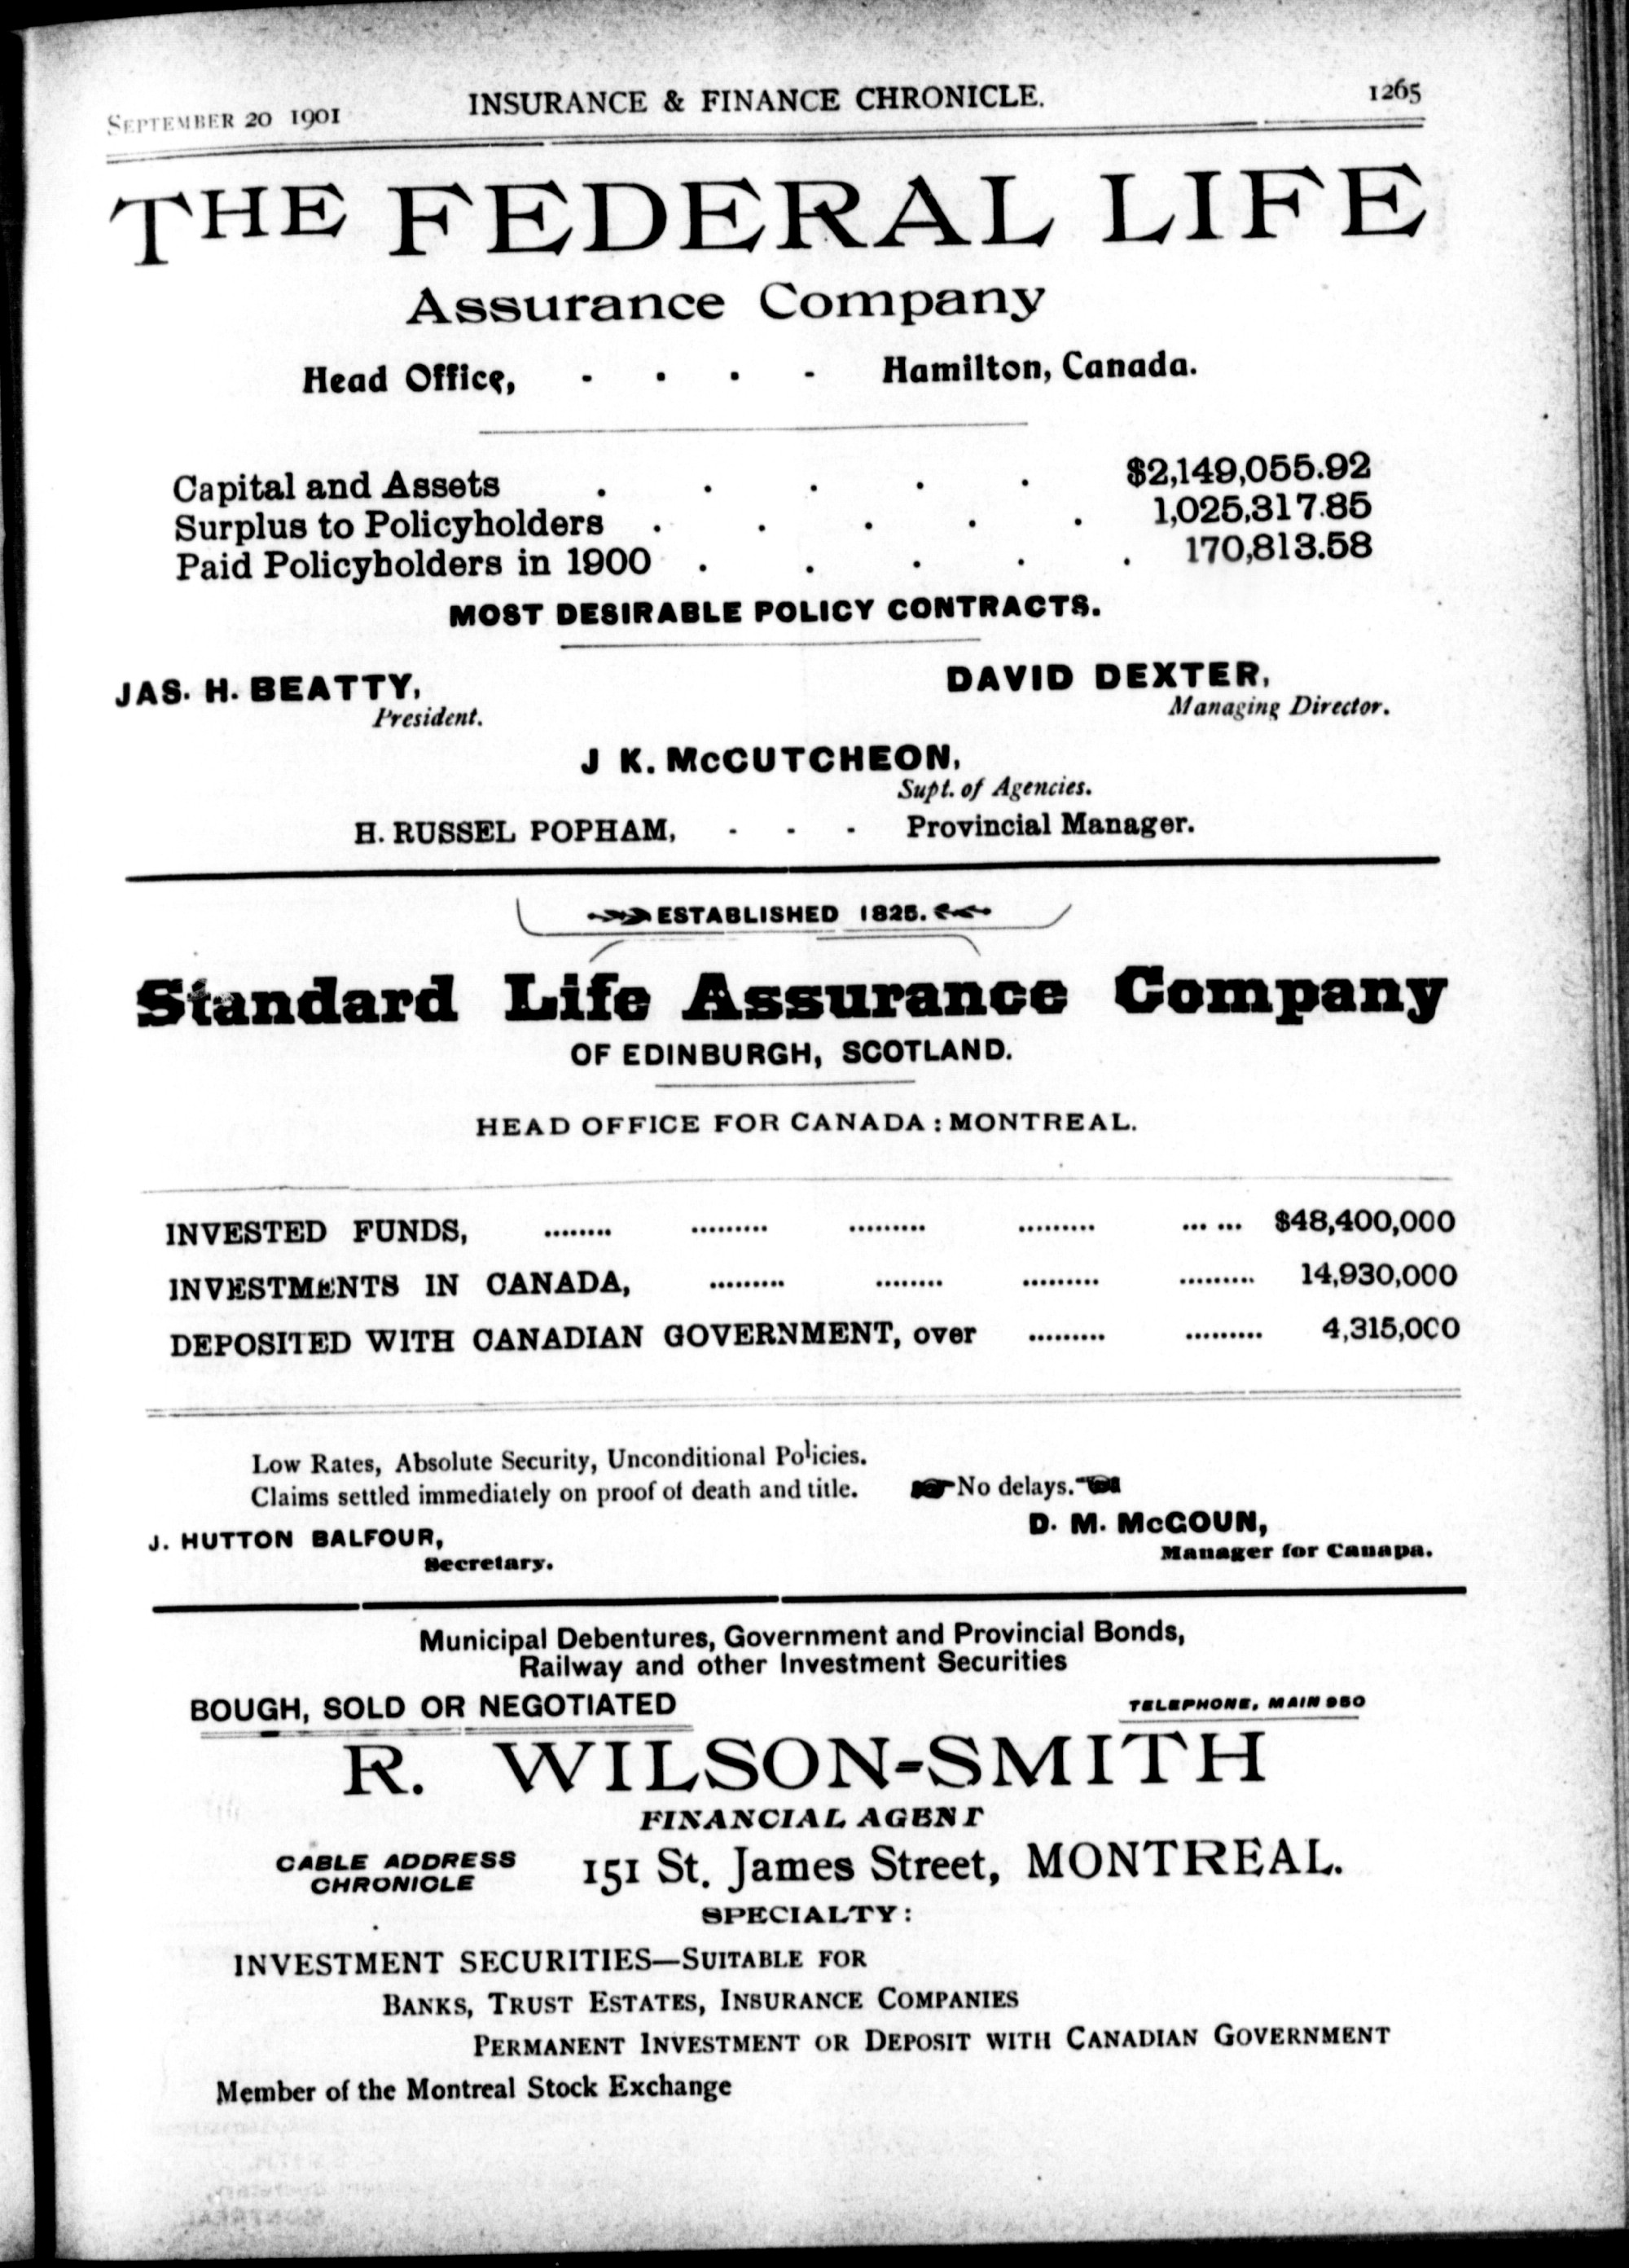 SEPTEMBER 20 1901 INSURANCE & FINANCE CHRONICLE. 1265
THE FEDERAL LIFE
Assurance Company
Head Office, - - - - Hamilton, Canada.
Capital and Assets . . . . . $2,149,055.92
Surplus to Policyholders . . . . . 1,025,317.85
Paid Policyholders in 1900 . . . . . 170,813.58
MOST DESIRABLE POLICY CONTRACTS.
JAS. H. BEATTY, DAVID DEXTER,
President. Managing Director.
J K. McCUTCHEON,
Supt. of Agencies.
H. RUSSEL POPHAM, - - - Provincial Manager.
ESTABLISHED 1825.
Standard Life Assurance Company
OF EDINBURGH, SCOTLAND.
HEAD OFFICE FOR CANADA : MONTREAL.
INVESTED FUNDS, ........ ......... ......... ......... ... ... $48,400,000
INVESTMENTS IN CANADA, ......... ........ ......... ......... 14,930,000
DEPOSITED WITH CANADIAN GOVERNMENT, over ......... ......... 4,315,000
Low Rates, Absolute Security, Unconditional Policies.
Claims settled immediately on proof of death and title. No delays.
J. HUTTON BALFOUR, D. M. McGOUN,
Secretary. Manager for Canapa.
Municipal Debentures, Government and Provincial Bonds,
Railway and other Investment Securities
BOUGH, SOLD OR NEGOTIATED TELEPHONE, MAIN
R. WILSON-SMITH
FINANCIAL AGENT
CABLE ADDRESS 151 St. James Street, MONTREAL.
CHRONICLE
SPECIALTY :
INVESTMENT SECURITIES—SUITABLE FOR
BANKS, TRUST ESTATES, INSURANCE COMPANIES
PERMANENT INVESTMENT OR DEPOSIT WITH CANADIAN GOVERNMENT
Member of the Montreal Stock Exchange